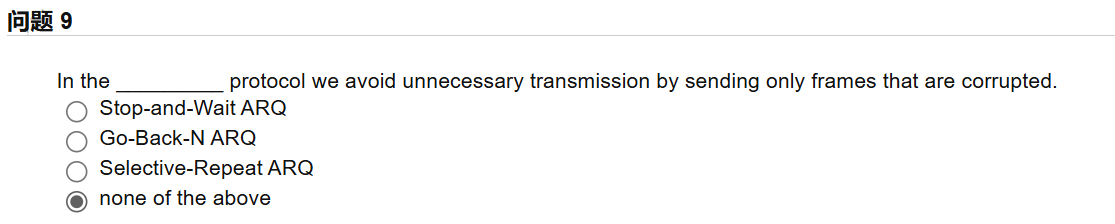 问题 9
In the _________ protocol we avoid unnecessary transmission by sending only frames that are corrupted.
Stop-and-Wait ARQ
Go-Back-N ARQ
Selective-Repeat ARQ
none of the above